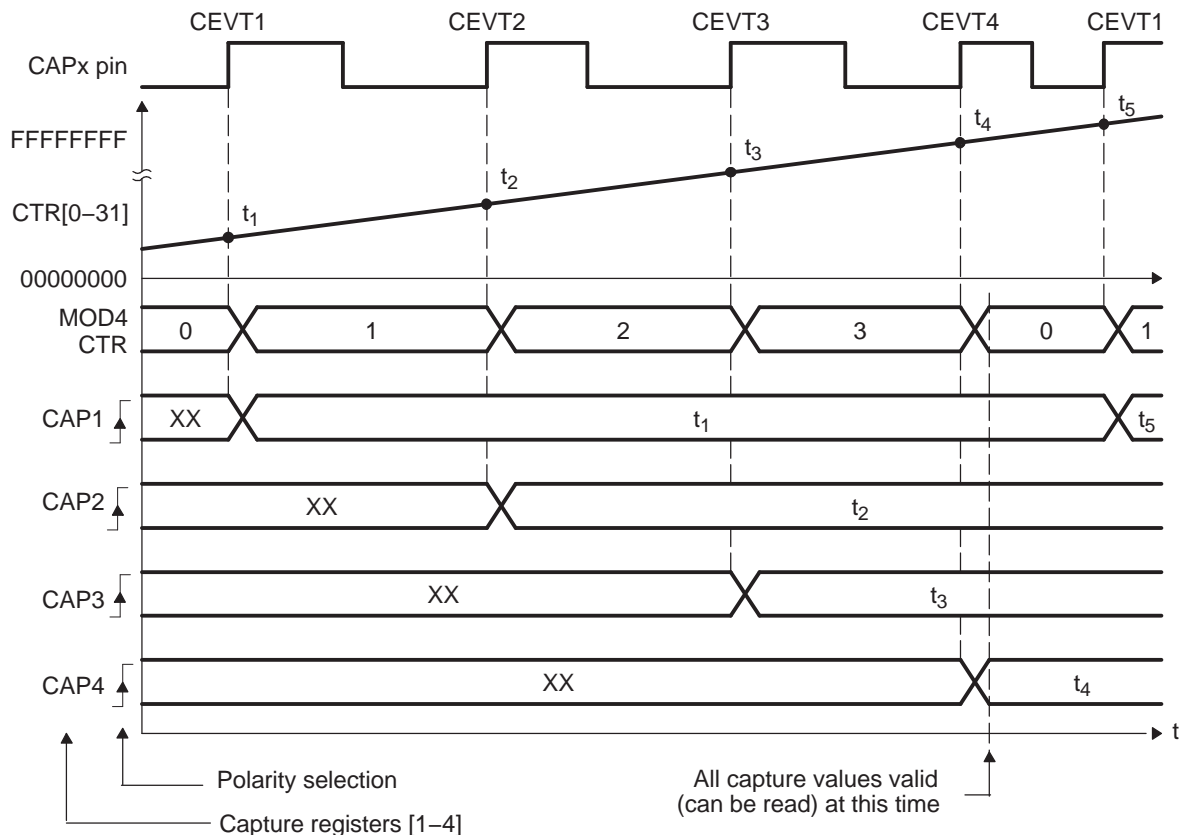 CEVT1 CEVT2 CEVT3 CEVT4 CEVT1
CAPx pin
t5
FFFFFFFF
t4
t3
t2
CTR[0−31]
t1
00000000
MOD4
CTR
0 1 2 3 0 1
CAP1 XX t1 t5
CAP2 XX t2
CAP3 XX t3
CAP4 XX t4
t
Polarity selection
All capture values valid
(can be read) at this time
Capture registers [1−4]